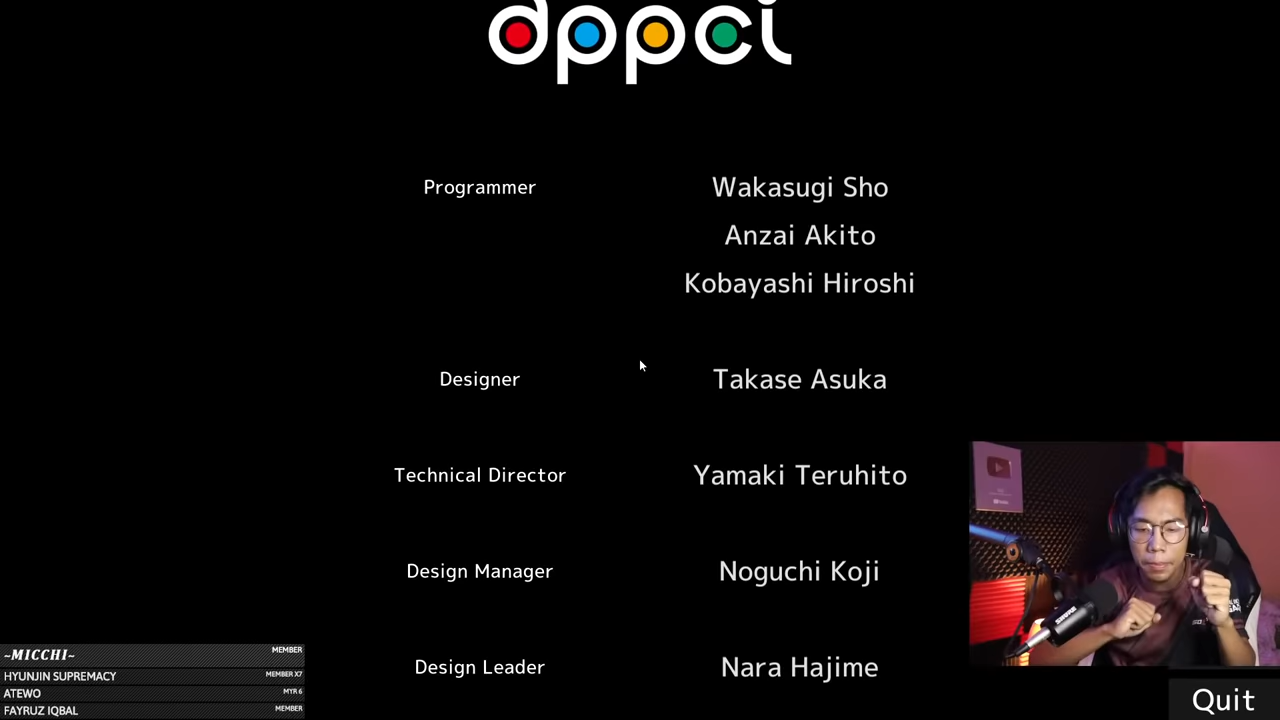 dppci
Programmer Wakasugi Sho
Anzai Akito
Kobayashi Hiroshi
Designer Takase Asuka
Technical Director Yamaki Teruhito
Design Manager Noguchi Koji
Design Leader Nara Hajime
~MICCHI~ MEMBER
HYUNJIN SUPREMACY MEMBER X7
ATEWO MYR 6
FAYRUZ IQBAL MEMBER
SHURE
Quit